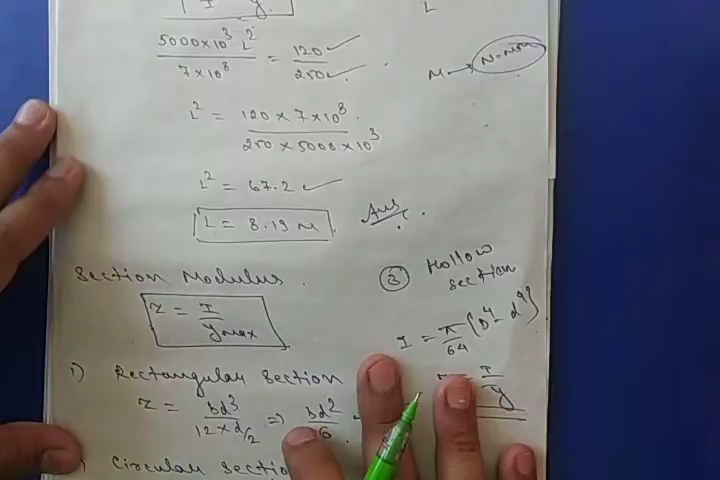 I y.
L
5000×10³ L² / 7×10⁸ = 120 / 250
M → N-mm
L² = 120 × 7×10⁸ / 250 × 5000 × 10³
L² = 67.2
L = 8.19 m Ans
Section Modulus.
Z = I / ymax
③ Hollow section
I = π/64 (D⁴ - d⁴)
= I / y
1) Rectangular Section
Z = bd³ / 12 × d/2 ⇒ bd² / 6
) Circular Sectio